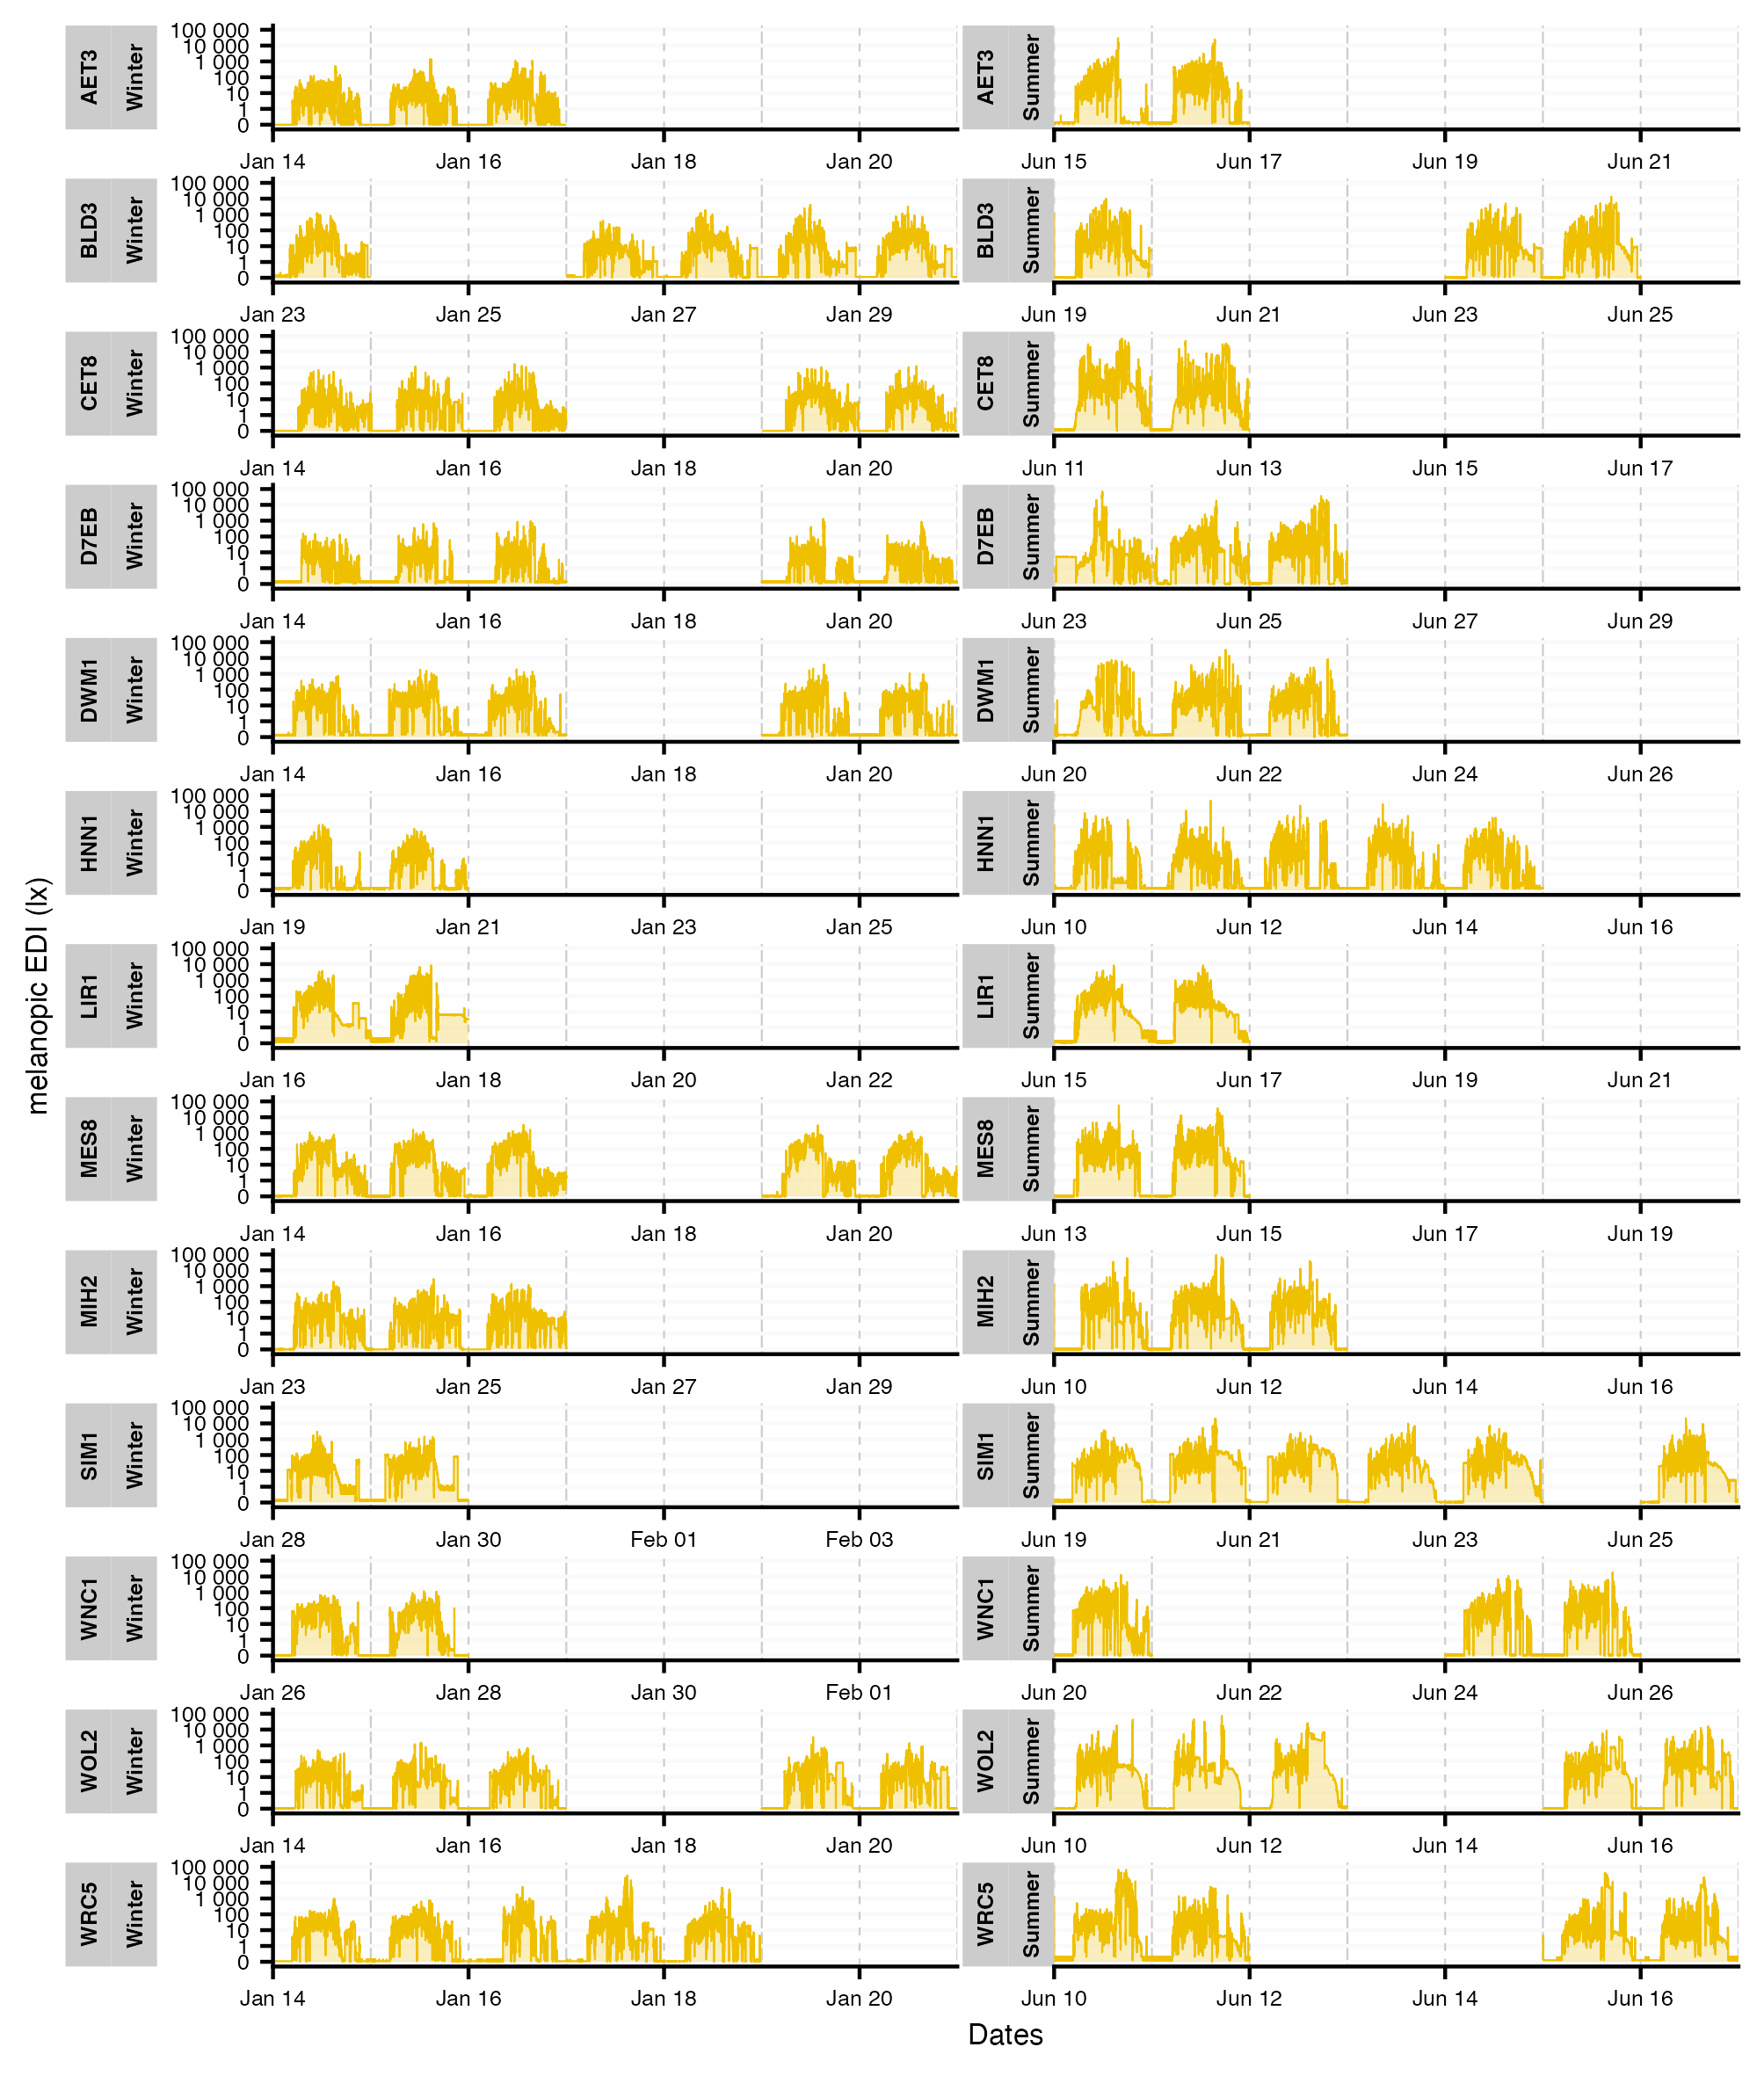 AET3 Winter 100 000 10 000 1 000 100 10 1 0 AET3 Summer
Jan 14 Jan 16 Jan 18 Jan 20 Jun 15 Jun 17 Jun 19 Jun 21
BLD3 Winter 100 000 10 000 1 000 100 10 1 0 BLD3 Summer
Jan 23 Jan 25 Jan 27 Jan 29 Jun 19 Jun 21 Jun 23 Jun 25
CET8 Winter 100 000 10 000 1 000 100 10 1 0 CET8 Summer
Jan 14 Jan 16 Jan 18 Jan 20 Jun 11 Jun 13 Jun 15 Jun 17
D7EB Winter 100 000 10 000 1 000 100 10 1 0 D7EB Summer
Jan 14 Jan 16 Jan 18 Jan 20 Jun 23 Jun 25 Jun 27 Jun 29
DWM1 Winter 100 000 10 000 1 000 100 10 1 0 DWM1 Summer
Jan 14 Jan 16 Jan 18 Jan 20 Jun 20 Jun 22 Jun 24 Jun 26
HNN1 Winter 100 000 10 000 1 000 100 10 1 0 HNN1 Summer
Jan 19 Jan 21 Jan 23 Jan 25 Jun 10 Jun 12 Jun 14 Jun 16
melanopic EDI (lx)
LIR1 Winter 100 000 10 000 1 000 100 10 1 0 LIR1 Summer
Jan 16 Jan 18 Jan 20 Jan 22 Jun 15 Jun 17 Jun 19 Jun 21
MES8 Winter 100 000 10 000 1 000 100 10 1 0 MES8 Summer
Jan 14 Jan 16 Jan 18 Jan 20 Jun 13 Jun 15 Jun 17 Jun 19
MIH2 Winter 100 000 10 000 1 000 100 10 1 0 MIH2 Summer
Jan 23 Jan 25 Jan 27 Jan 29 Jun 10 Jun 12 Jun 14 Jun 16
SIM1 Winter 100 000 10 000 1 000 100 10 1 0 SIM1 Summer
Jan 28 Jan 30 Feb 01 Feb 03 Jun 19 Jun 21 Jun 23 Jun 25
WNC1 Winter 100 000 10 000 1 000 100 10 1 0 WNC1 Summer
Jan 26 Jan 28 Jan 30 Feb 01 Jun 20 Jun 22 Jun 24 Jun 26
WOL2 Winter 100 000 10 000 1 000 100 10 1 0 WOL2 Summer
Jan 14 Jan 16 Jan 18 Jan 20 Jun 10 Jun 12 Jun 14 Jun 16
WRC5 Winter 100 000 10 000 1 000 100 10 1 0 WRC5 Summer
Jan 14 Jan 16 Jan 18 Jan 20 Jun 10 Jun 12 Jun 14 Jun 16
Dates